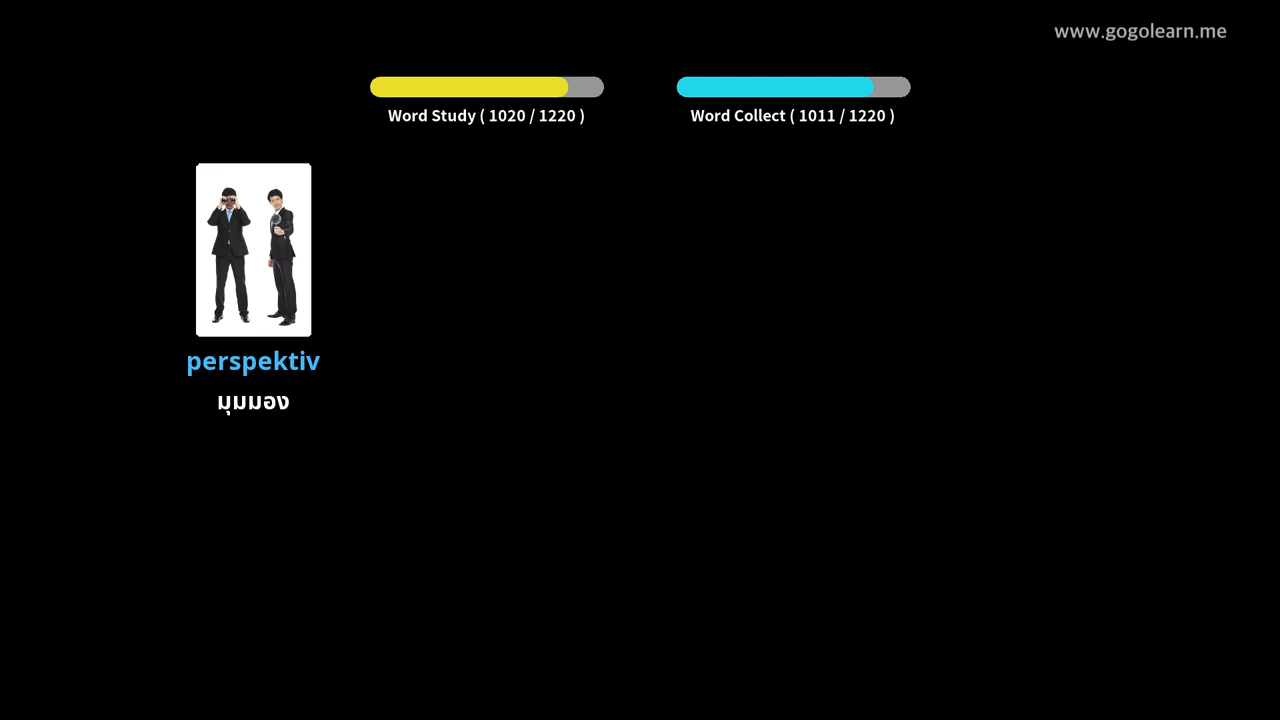 www.gogolearn.me
Word Study ( 1020 / 1220 )
Word Collect ( 1011 / 1220 )
perspektiv
มุมมอง